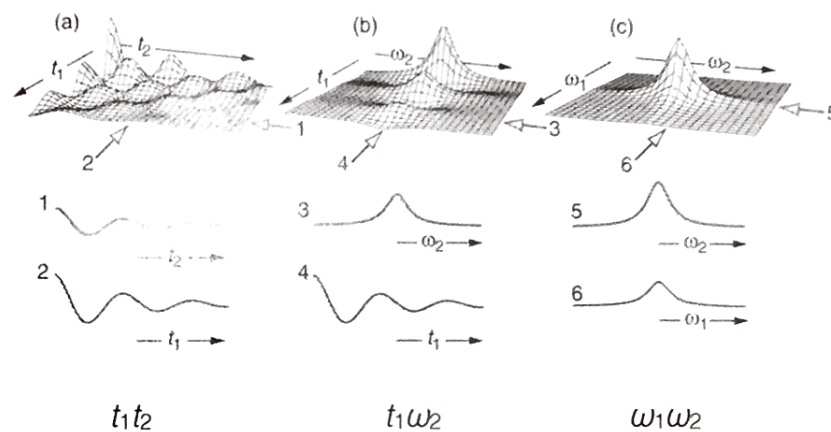 (a) (b) (c)
t₂ ω₂ ω₂
t₁ t₁ ω₁
2 1 4 3 6 5
1 3 5
t₂ ω₂ ω₂
2 4 6
t₁ t₁ ω₁
t₁t₂ t₁ω₂ ω₁ω₂